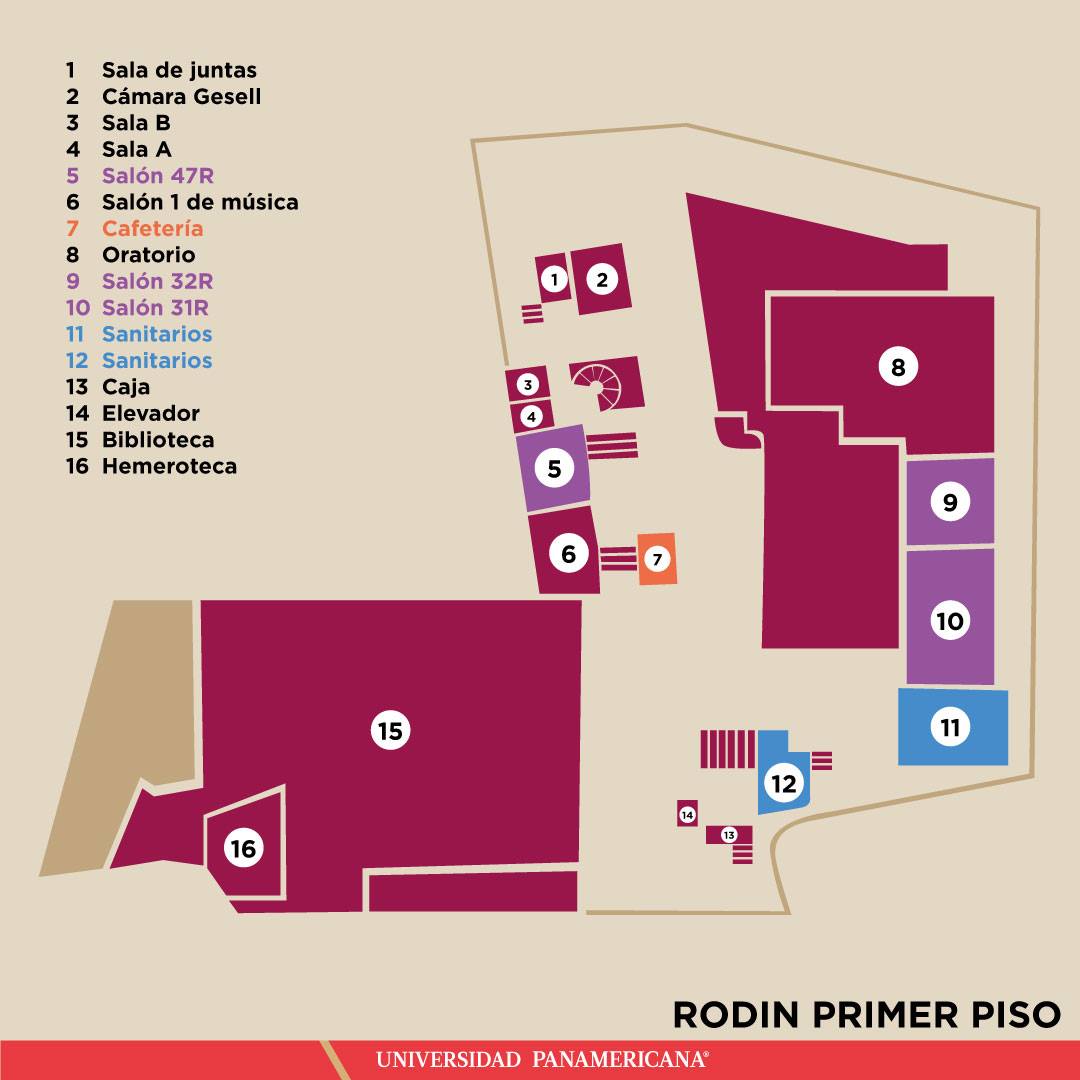 1 Sala de juntas
2 Cámara Gesell
3 Sala B
4 Sala A
5 Salón 47R
6 Salón 1 de música
7 Cafetería
8 Oratorio
9 Salón 32R
10 Salón 31R
11 Sanitarios
12 Sanitarios
13 Caja
14 Elevador
15 Biblioteca
16 Hemeroteca
1
2
8
3
4
5
9
6
7
10
15
11
12
14
13
16
RODIN PRIMER PISO
UNIVERSIDAD PANAMERICANA®